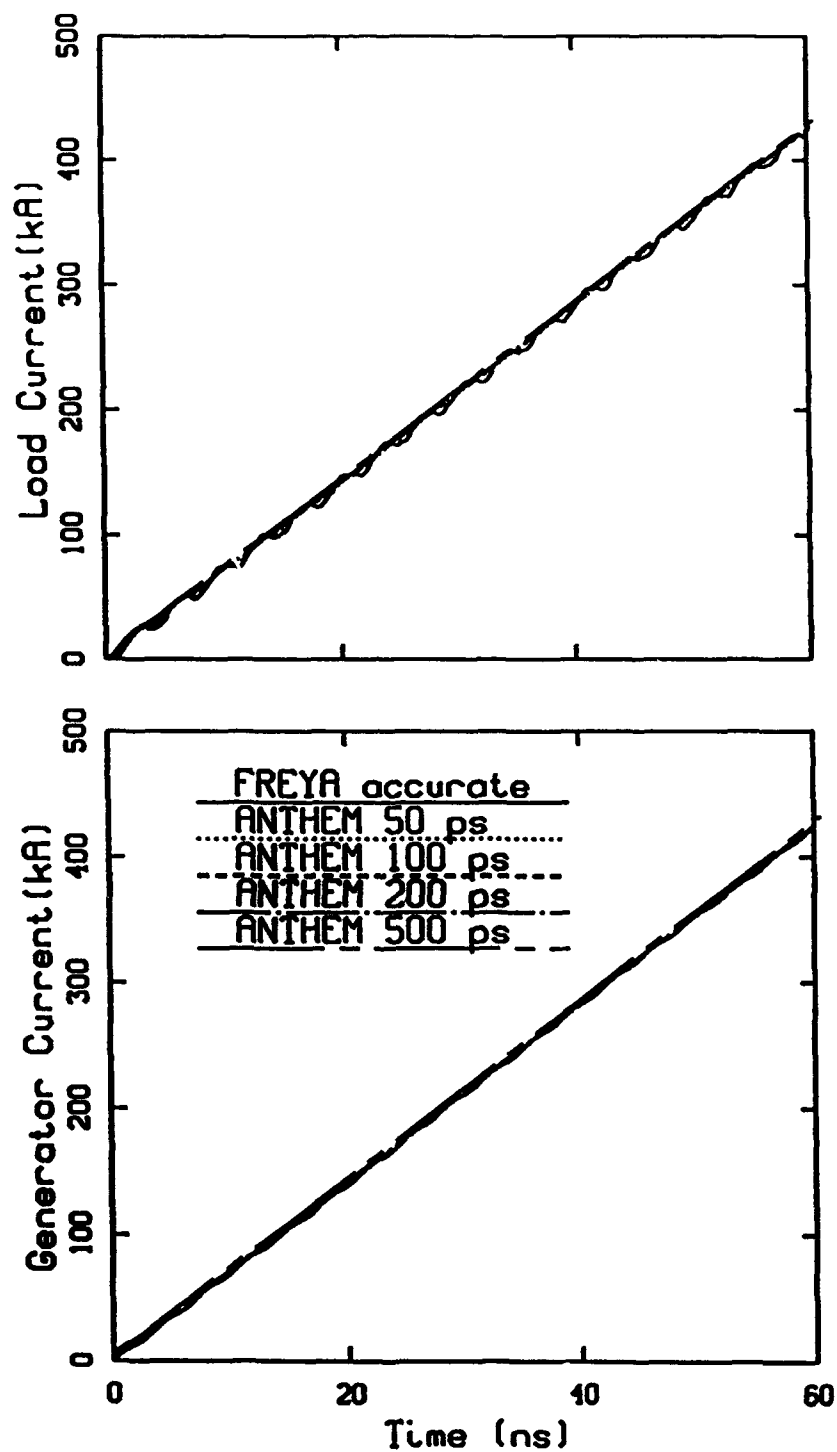 500
400
300
200
100
0
Load Current(kA)
500
400
300
200
100
0
Generator Current(kA)
FREYA accurate
ANTHEM 50 ps
ANTHEM 100 ps
ANTHEM 200 ps
ANTHEM 500 ps
0 20 40 60
Time (ns)